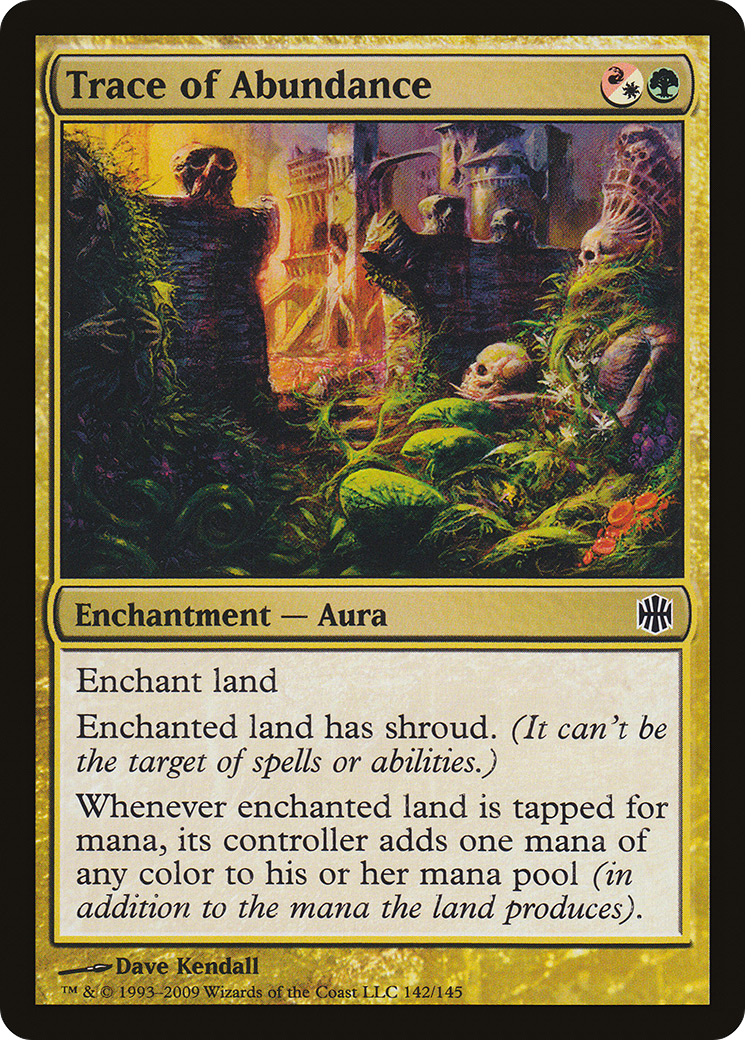 Trace of Abundance
Enchantment — Aura
Enchant land
Enchanted land has shroud. (It can't be
the target of spells or abilities.)
Whenever enchanted land is tapped for
mana, its controller adds one mana of
any color to his or her mana pool (in
addition to the mana the land produces).
Dave Kendall
™ & © 1993–2009 Wizards of the Coast LLC 142/145